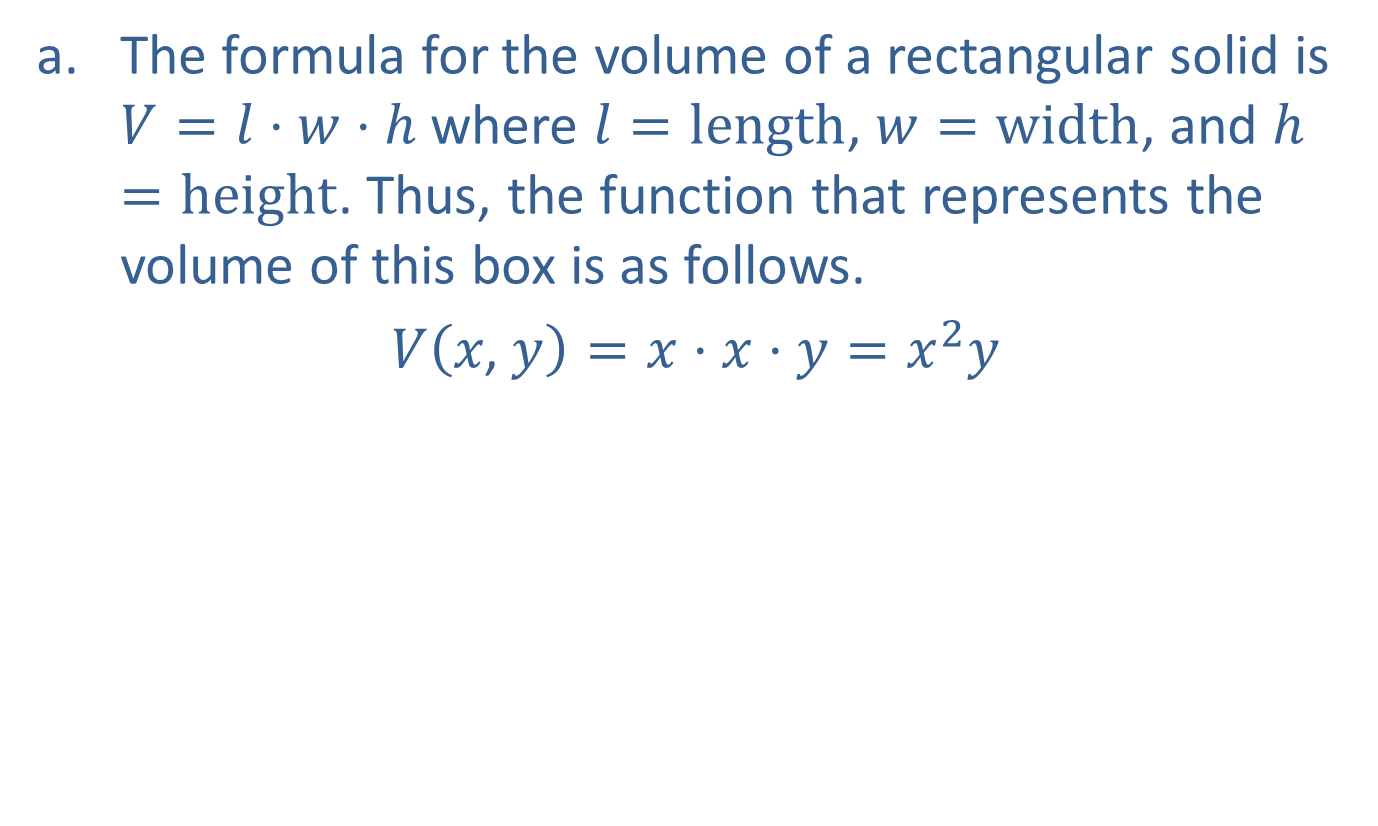 a. The formula for the volume of a rectangular solid is
V = l · w · h where l = length, w = width, and h
= height. Thus, the function that represents the
volume of this box is as follows.
V(x, y) = x · x · y = x²y